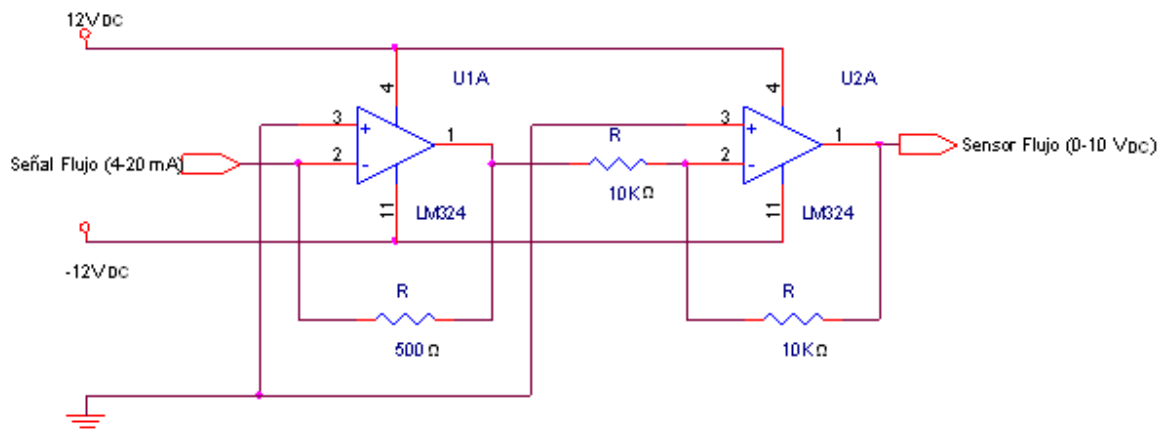 12VDC
U1A
U2A
4
4
3
+
1
3
+
1
R
Señal Flujo (4-20 mA)
2
-
2
-
Sensor Flujo (0-10 VDC)
10KΩ
11
LM324
11
LM324
-12VDC
R
R
500Ω
10KΩ